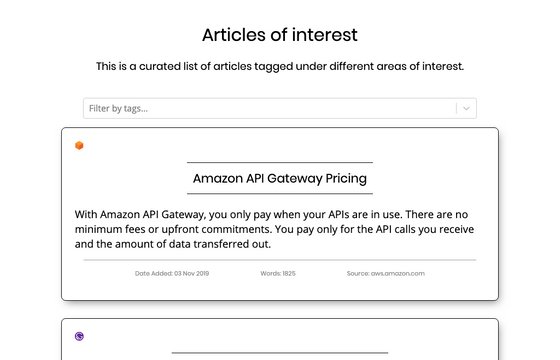 Articles of interest
This is a curated list of articles tagged under different areas of interest.
Filter by tags...
Amazon API Gateway Pricing
With Amazon API Gateway, you only pay when your APIs are in use. There are no
minimum fees or upfront commitments. You pay only for the API calls you receive
and the amount of data transferred out.
Date Added: 03 Nov 2019 Words: 1825 Source: aws.amazon.com